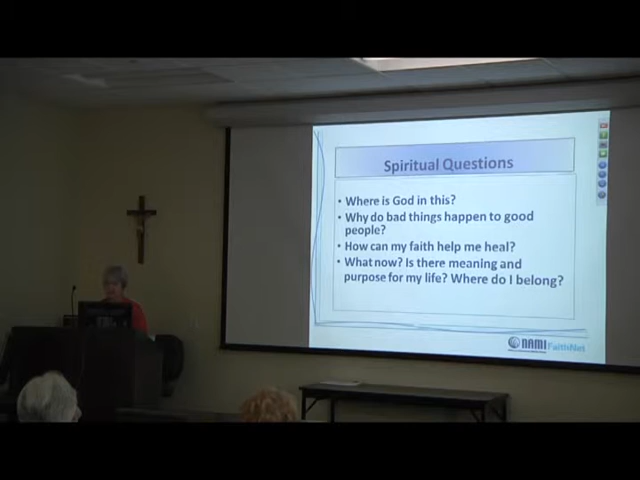 Spiritual Questions
• Where is God in this?
• Why do bad things happen to good
people?
• How can my faith help me heal?
• What now? Is there meaning and
purpose for my life? Where do I belong?
NAMI FaithNet